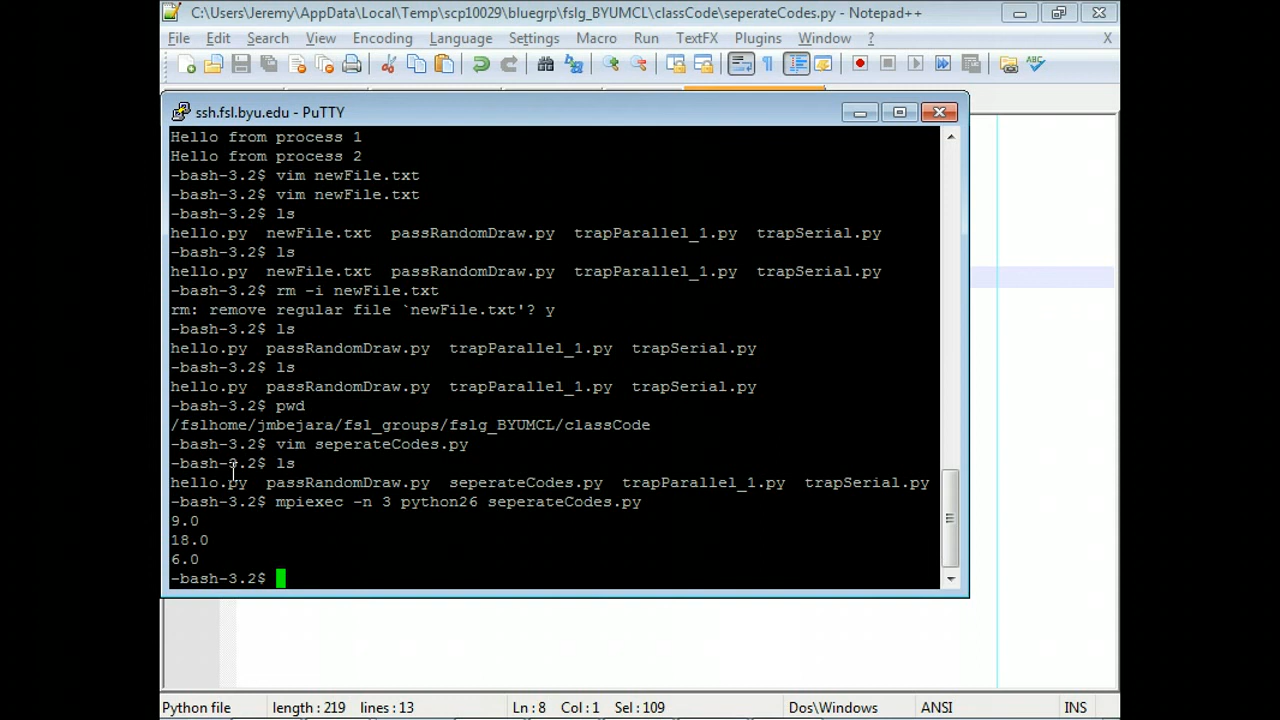 C:\Users\Jeremy\AppData\Local\Temp\scp10029\bluegrp\fslg_BYUMCL\classCode\seperateCodes.py - Notepad++
File Edit Search View Encoding Language Settings Macro Run TextFX Plugins Window ? X
ssh.fsl.byu.edu - PuTTY
Hello from process 1
Hello from process 2
-bash-3.2$ vim newFile.txt
-bash-3.2$ vim newFile.txt
-bash-3.2$ ls
hello.py newFile.txt passRandomDraw.py trapParallel_1.py trapSerial.py
-bash-3.2$ ls
hello.py newFile.txt passRandomDraw.py trapParallel_1.py trapSerial.py
-bash-3.2$ rm -i newFile.txt
rm: remove regular file `newFile.txt'? y
-bash-3.2$ ls
hello.py passRandomDraw.py trapParallel_1.py trapSerial.py
-bash-3.2$ ls
hello.py passRandomDraw.py trapParallel_1.py trapSerial.py
-bash-3.2$ pwd
/fslhome/jmbejara/fsl_groups/fslg_BYUMCL/classCode
-bash-3.2$ vim seperateCodes.py
-bash-3.2$ ls
hello.py passRandomDraw.py seperateCodes.py trapParallel_1.py trapSerial.py
-bash-3.2$ mpiexec -n 3 python26 seperateCodes.py
9.0
18.0
6.0
-bash-3.2$
Python file length : 219 lines : 13 Ln : 8 Col : 1 Sel : 109 Dos\Windows ANSI INS